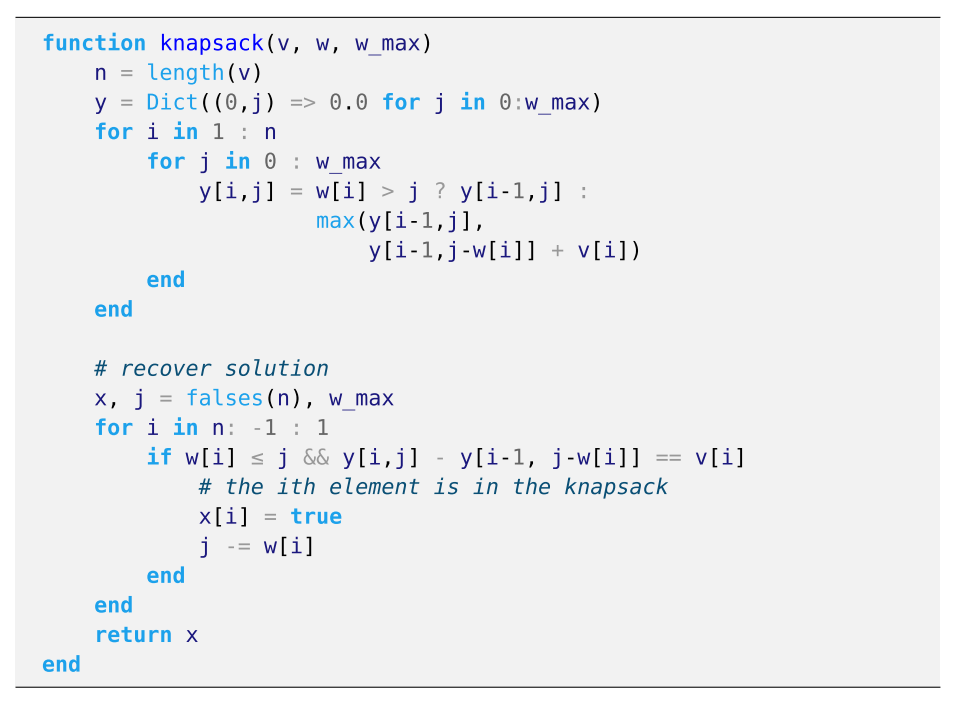 function knapsack(v, w, w_max)
    n = length(v)
    y = Dict((0,j) => 0.0 for j in 0:w_max)
    for i in 1 : n
        for j in 0 : w_max
            y[i,j] = w[i] > j ? y[i-1,j] :
                     max(y[i-1,j],
                         y[i-1,j-w[i]] + v[i])
        end
    end

    # recover solution
    x, j = falses(n), w_max
    for i in n: -1 : 1
        if w[i] ≤ j && y[i,j] - y[i-1, j-w[i]] == v[i]
            # the ith element is in the knapsack
            x[i] = true
            j -= w[i]
        end
    end
    return x
end